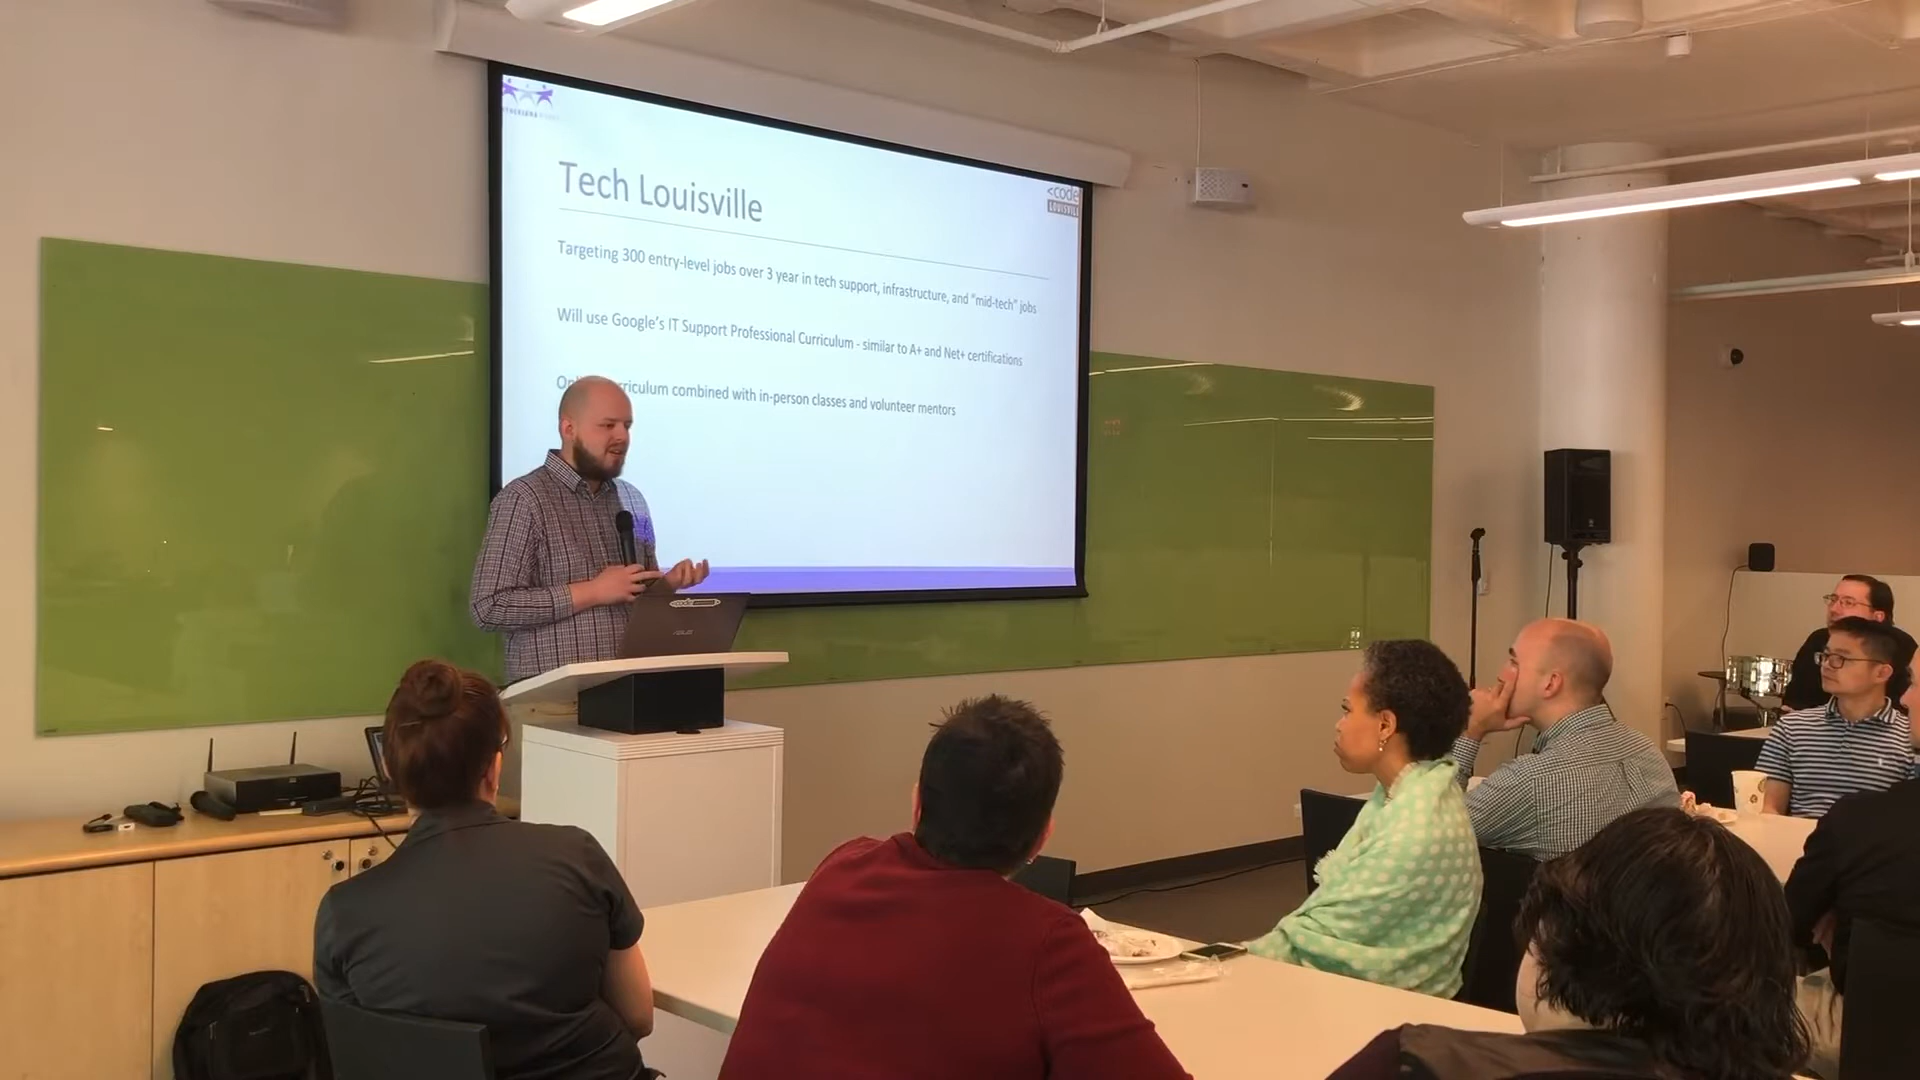 Tech Louisville
<code
LOUISVILLE
Targeting 300 entry-level jobs over 3 year in tech support, infrastructure, and “mid-tech” jobs
Will use Google’s IT Support Professional Curriculum - similar to A+ and Net+ certifications
combined with in-person classes and volunteer mentors
<code
ASUS